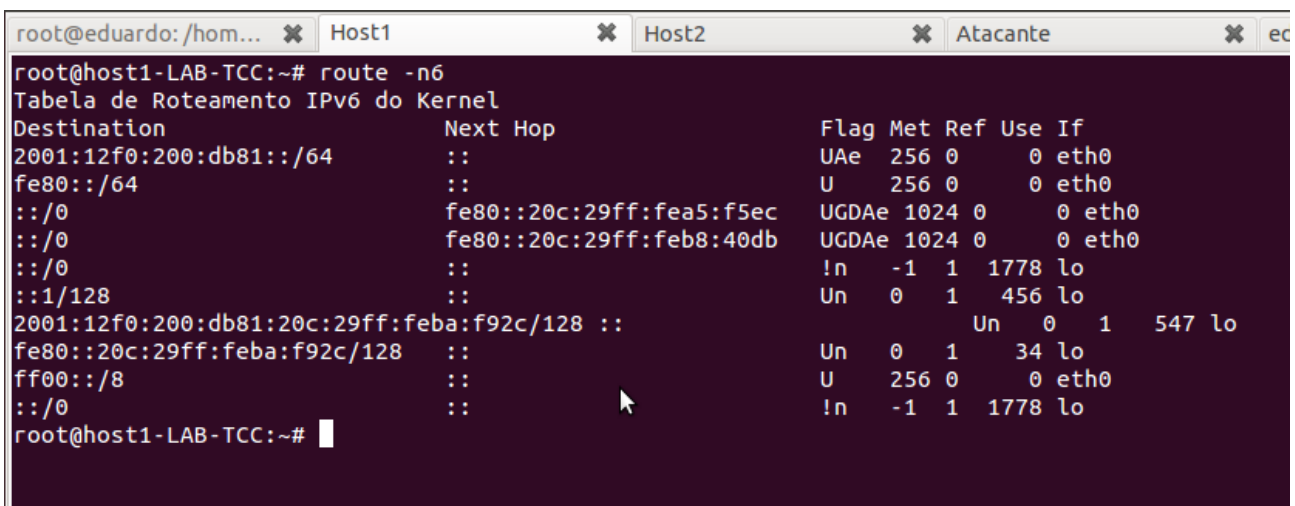 root@eduardo: /hom... Host1 Host2 Atacante ec
root@host1-LAB-TCC:~# route -n6
Tabela de Roteamento IPv6 do Kernel
Destination Next Hop Flag Met Ref Use If
2001:12f0:200:db81::/64 :: UAe 256 0 0 eth0
fe80::/64 :: U 256 0 0 eth0
::/0 fe80::20c:29ff:fea5:f5ec UGDAe 1024 0 0 eth0
::/0 fe80::20c:29ff:feb8:40db UGDAe 1024 0 0 eth0
::/0 :: !n -1 1 1778 lo
::1/128 :: Un 0 1 456 lo
2001:12f0:200:db81:20c:29ff:feba:f92c/128 :: Un 0 1 547 lo
fe80::20c:29ff:feba:f92c/128 :: Un 0 1 34 lo
ff00::/8 :: U 256 0 0 eth0
::/0 :: !n -1 1 1778 lo
root@host1-LAB-TCC:~#